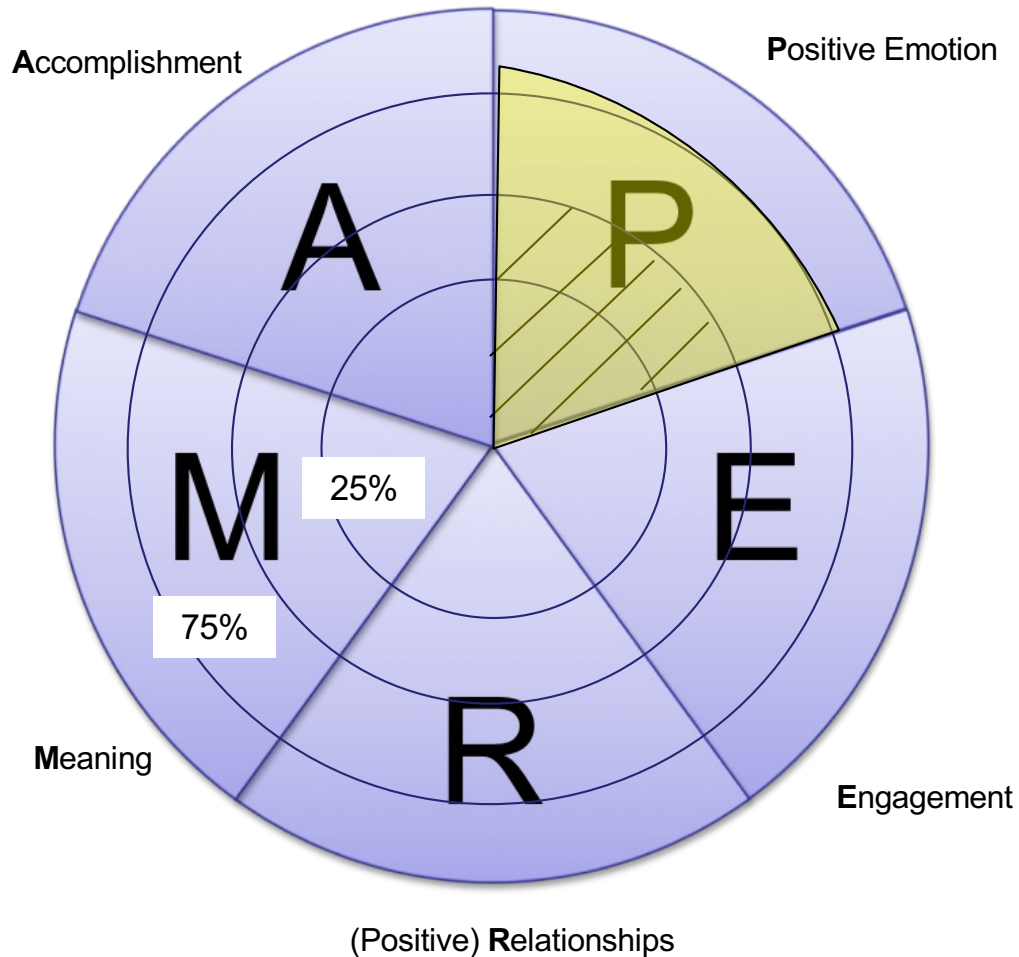 Accomplishment
Positive Emotion
A
P
M
25%
E
75%
R
Meaning
Engagement
(Positive) Relationships